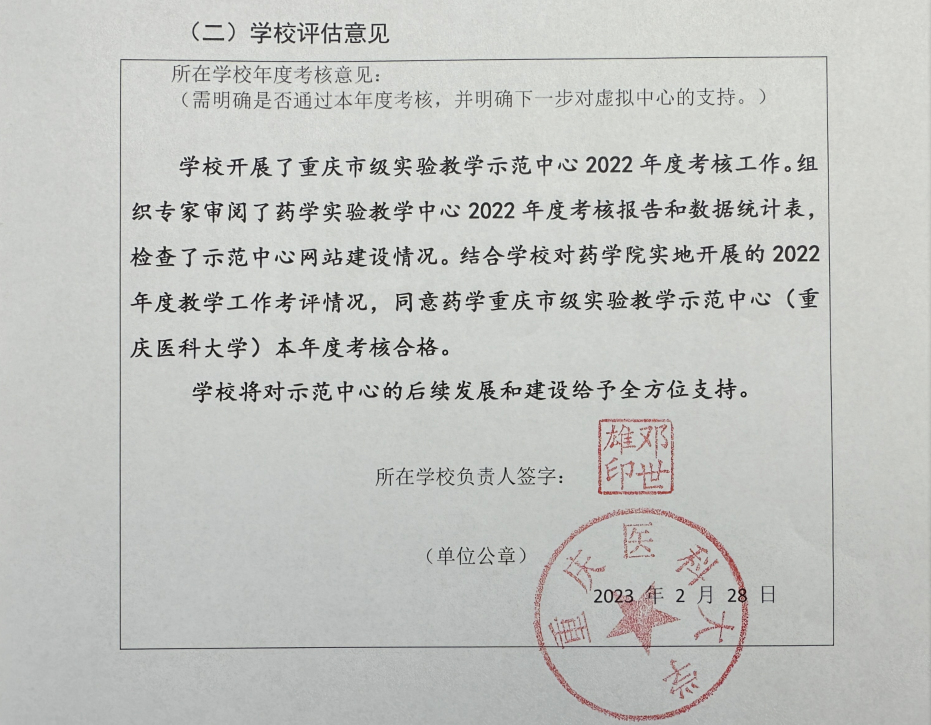 （二）学校评估意见
所在学校年度考核意见：
（需明确是否通过本年度考核，并明确下一步对虚拟中心的支持。）
学校开展了重庆市级实验教学示范中心 2022 年度考核工作。组
织专家审阅了药学实验教学中心 2022 年度考核报告和数据统计表，
检查了示范中心网站建设情况。结合学校对药学院实地开展的 2022
年度教学工作考评情况，同意药学重庆市级实验教学示范中心（重
庆医科大学）本年度考核合格。
学校将对示范中心的后续发展和建设给予全方位支持。
所在学校负责人签字：
邓世雄印
（单位公章）
2023 年 2 月 28 日
重庆医科大学